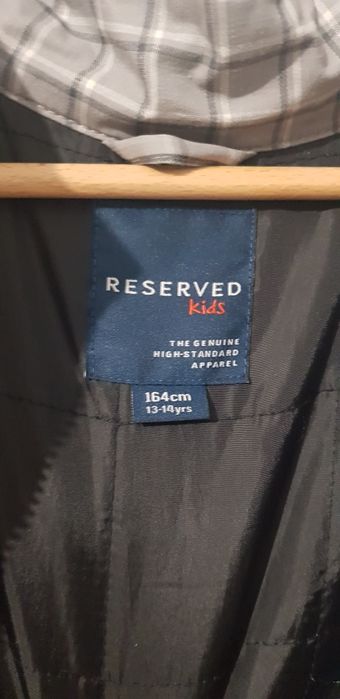 RESERVED
kids
THE GENUINE
HIGH-STANDARD
APPAREL
164cm
13-14yrs